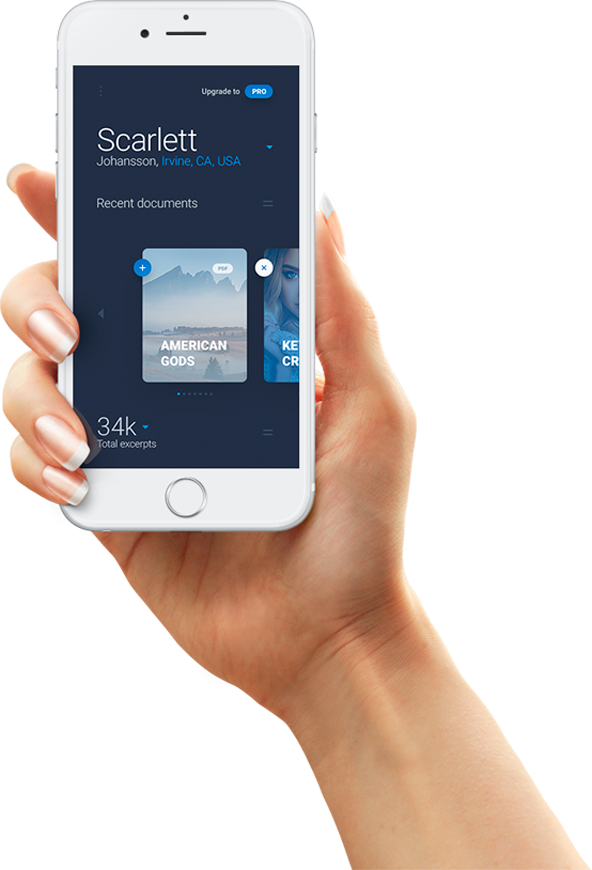 Upgrade to PRO
Scarlett
Johansson, Irvine, CA, USA
Recent documents
PDF
AMERICAN
GODS
KE
CR
34k
Total excerpts